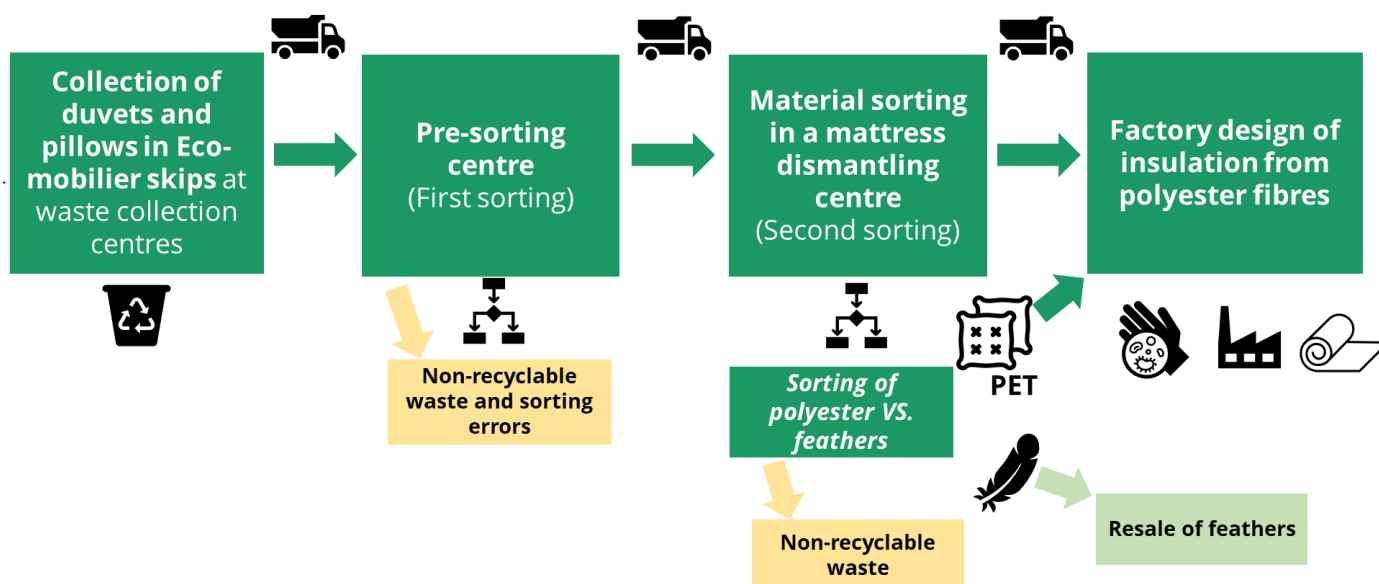 Collection of
duvets and
pillows in Eco-
mobilier skips at
waste collection
centres
Pre-sorting
centre
(First sorting)
Material sorting
in a mattress
dismantling
centre
(Second sorting)
Factory design of
insulation from
polyester fibres
Non-recyclable
waste and sorting
errors
Sorting of
polyester VS.
feathers
PET
Non-recyclable
waste
Resale of feathers